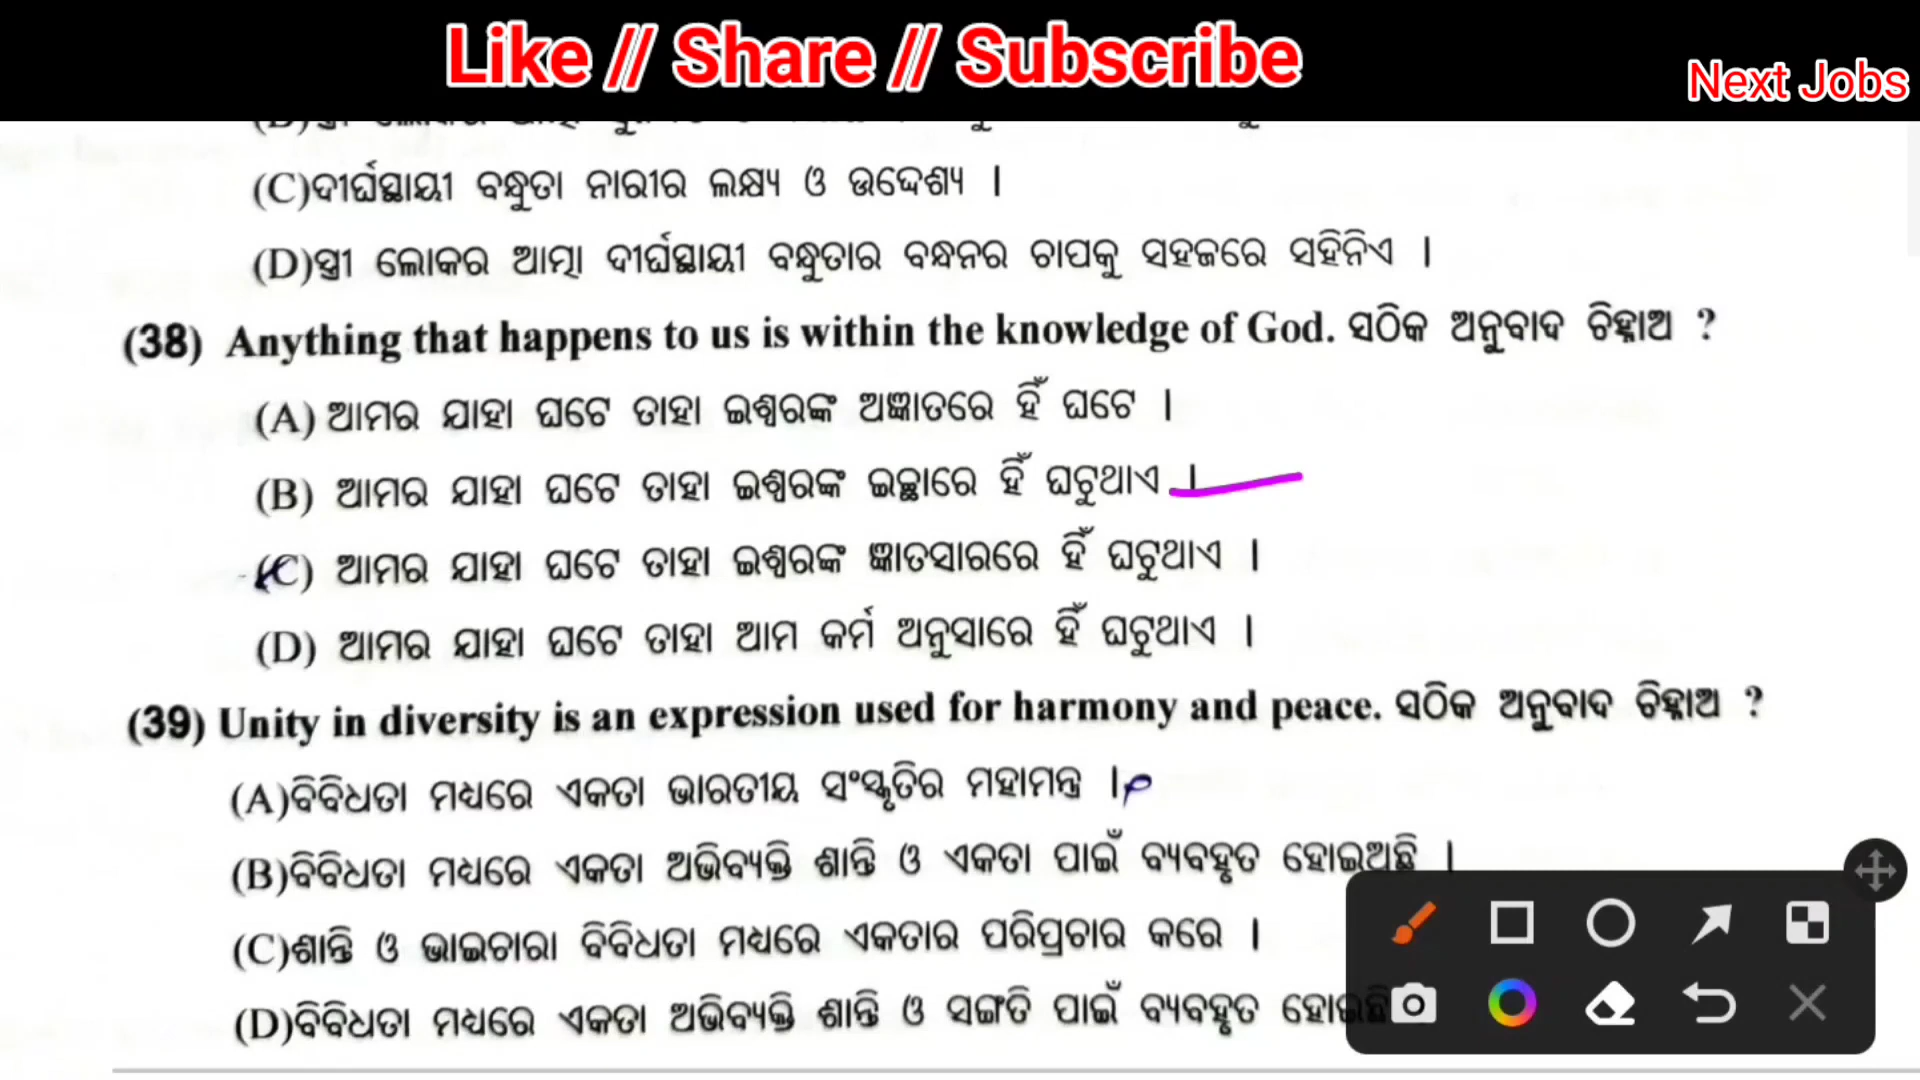 Like // Share // Subscribe
Next Jobs
(C)ଦୀର୍ଘସ୍ଥାୟୀ ବନ୍ଧୁତା ନାରୀର ଲକ୍ଷ୍ୟ ଓ ଉଦ୍ଦେଶ୍ୟ ।
(D)ସ୍ତ୍ରୀ ଲୋକର ଆତ୍ମା ଦୀର୍ଘସ୍ଥାୟୀ ବନ୍ଧୁତାର ବନ୍ଧନର ଚାପକୁ ସହଜରେ ସହିନିଏ ।
(38) Anything that happens to us is within the knowledge of God. ସଠିକ ଅନୁବାଦ ଚିହ୍ନାଅ ?
(A) ଆମର ଯାହା ଘଟେ ତାହା ଇଶ୍ୱରଙ୍କ ଅଜ୍ଞାତରେ ହିଁ ଘଟେ ।
(B) ଆମର ଯାହା ଘଟେ ତାହା ଇଶ୍ୱରଙ୍କ ଇଚ୍ଛାରେ ହିଁ ଘଟୁଥାଏ ।
(C) ଆମର ଯାହା ଘଟେ ତାହା ଇଶ୍ୱରଙ୍କ ଜ୍ଞାତସାରରେ ହିଁ ଘଟୁଥାଏ ।
(D) ଆମର ଯାହା ଘଟେ ତାହା ଆମ କର୍ମ ଅନୁସାରେ ହିଁ ଘଟୁଥାଏ ।
(39) Unity in diversity is an expression used for harmony and peace. ସଠିକ ଅନୁବାଦ ଚିହ୍ନାଅ ?
(A)ବିବିଧତା ମଧ୍ୟରେ ଏକତା ଭାରତୀୟ ସଂସ୍କୃତିର ମହାମନ୍ତ୍ର ।
(B)ବିବିଧତା ମଧ୍ୟରେ ଏକତା ଅଭିବ୍ୟକ୍ତି ଶାନ୍ତି ଓ ଏକତା ପାଇଁ ବ୍ୟବହୃତ ହୋଇଅଛି ।
(C)ଶାନ୍ତି ଓ ଭାଇଚାରା ବିବିଧତା ମଧ୍ୟରେ ଏକତାର ପରିପ୍ରଚାର କରେ ।
(D)ବିବିଧତା ମଧ୍ୟରେ ଏକତା ଅଭିବ୍ୟକ୍ତି ଶାନ୍ତି ଓ ସଙ୍ଗତି ପାଇଁ ବ୍ୟବହୃତ ହୋଇଛି